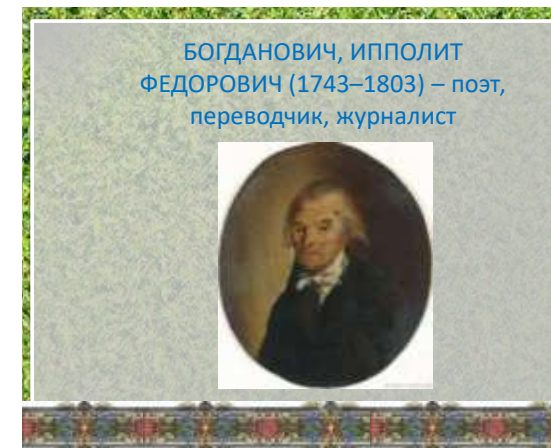 БОГДАНОВИЧ, ИППОЛИТ
ФЕДОРОВИЧ (1743–1803) – поэт,
переводчик, журналист